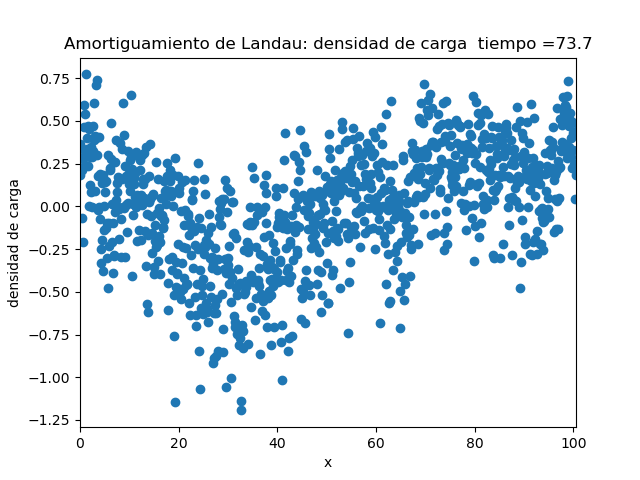 Amortiguamiento de Landau: densidad de carga  tiempo =73.7
densidad de carga
0.75
0.50
0.25
0.00
−0.25
−0.50
−0.75
−1.00
−1.25
0 20 40 60 80 100
x